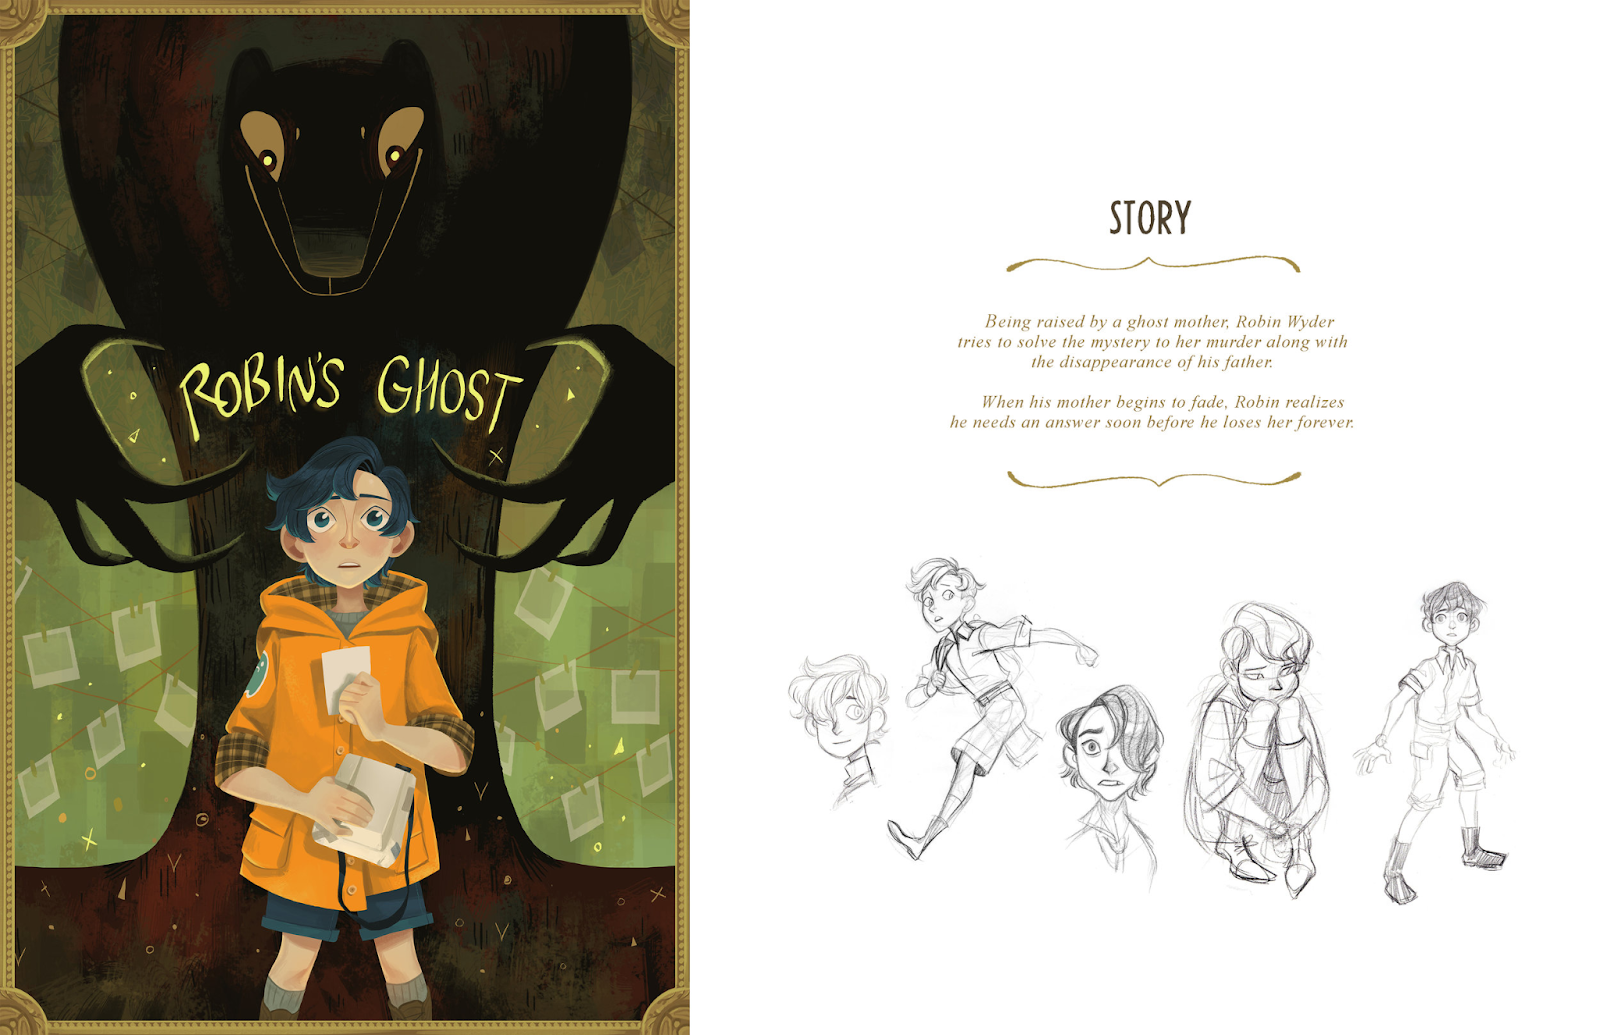 ROBIN'S GHOST
STORY
Being raised by a ghost mother, Robin Wyder
tries to solve the mystery to her murder along with
the disappearance of his father.
When his mother begins to fade, Robin realizes
he needs an answer soon before he loses her forever.